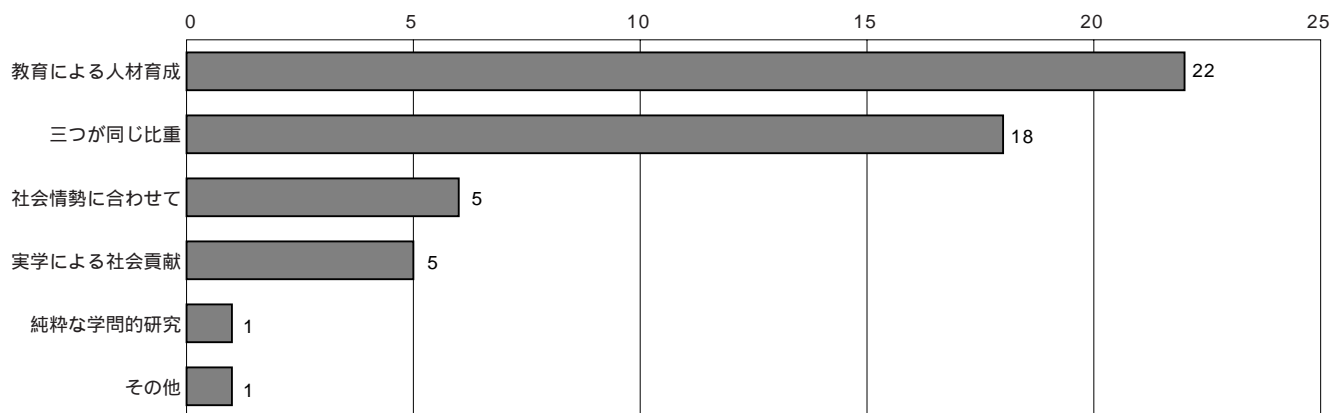 0 5 10 15 20 25
教育による人材育成 22
三つが同じ比重 18
社会情勢に合わせて 5
実学による社会貢献 5
純粋な学問的研究 1
その他 1